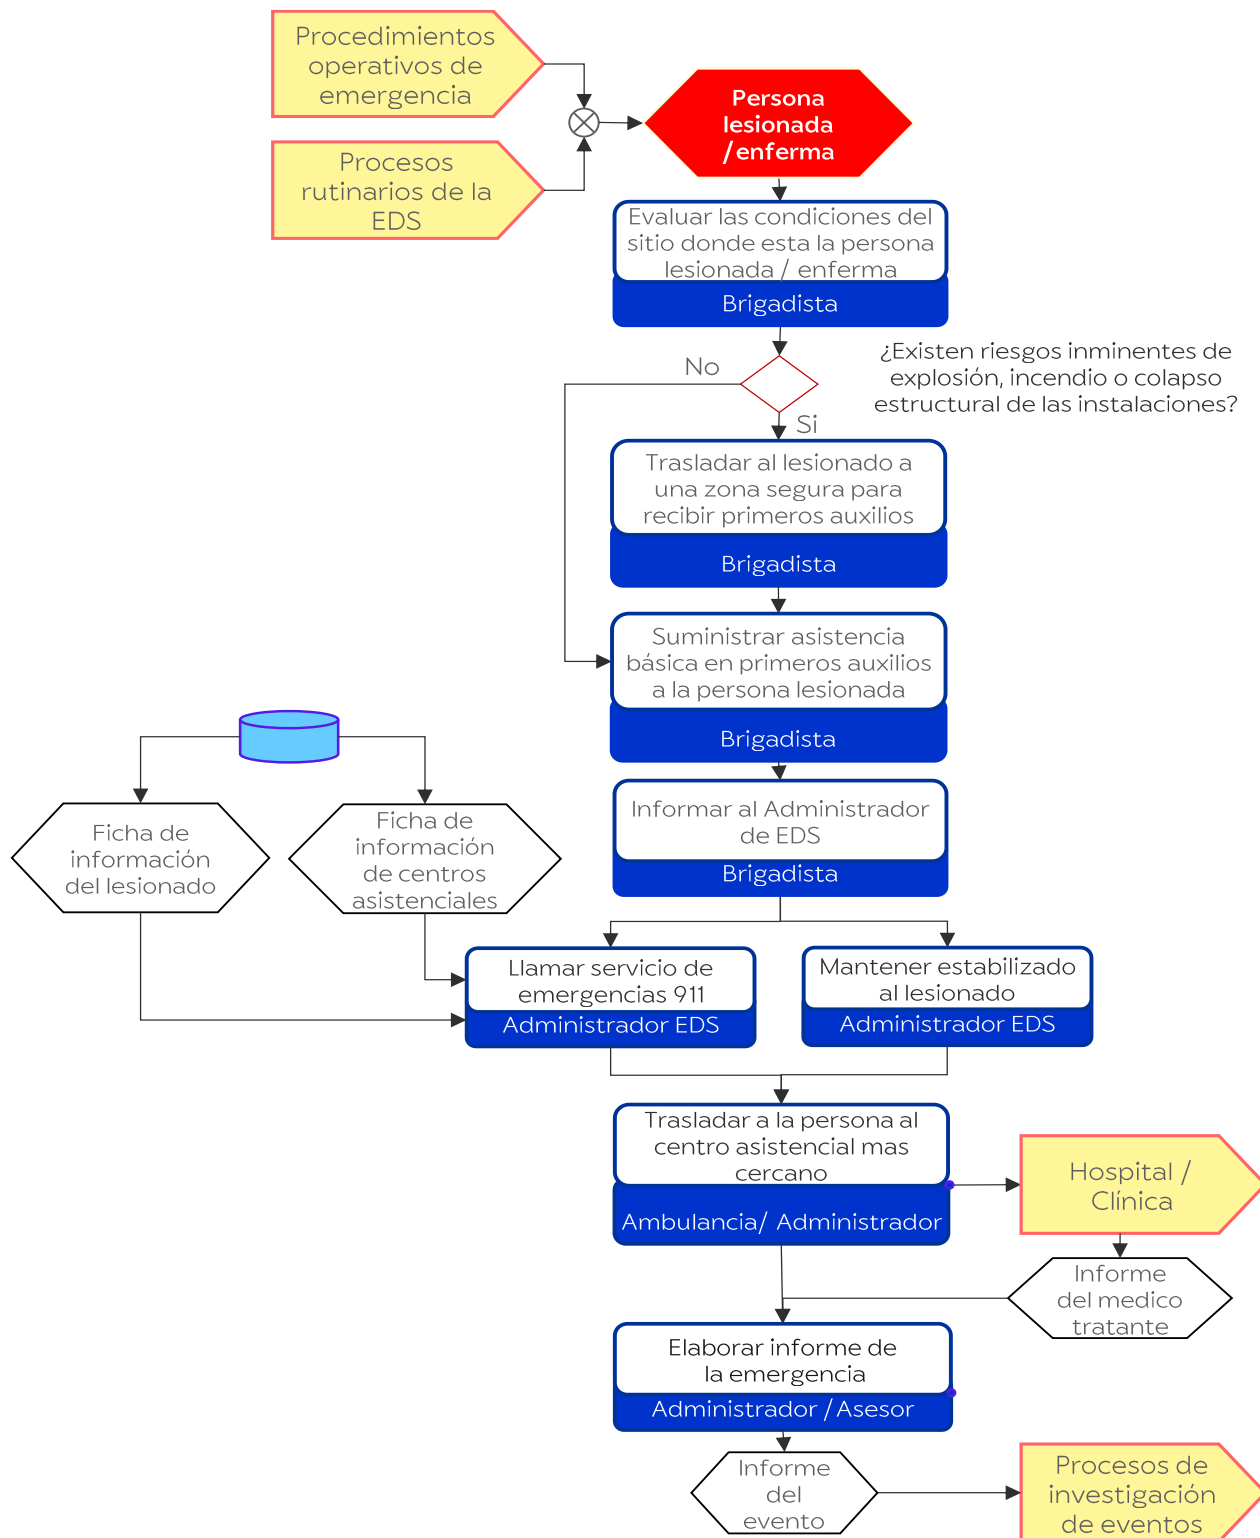 Procedimientos
operativos de
emergencia
Persona
lesionada
/enferma
Procesos
rutinarios de la
EDS
Evaluar las condiciones del
sitio donde esta la persona
lesionada / enferma
Brigadista
¿Existen riesgos inminentes de
explosión, incendio o colapso
estructural de las instalaciones?
No
Si
Trasladar al lesionado a
una zona segura para
recibir primeros auxilios
Brigadista
Suministrar asistencia
básica en primeros auxilios
a la persona lesionada
Brigadista
Informar al Administrador
de EDS
Brigadista
Ficha de
información
del lesionado
Ficha de
información
de centros
asistenciales
Llamar servicio de
emergencias 911
Administrador EDS
Mantener estabilizado
al lesionado
Administrador EDS
Trasladar a la persona al
centro asistencial mas
cercano
Ambulancia/ Administrador
Hospital /
Clínica
Informe
del medico
tratante
Elaborar informe de
la emergencia
Administrador /Asesor
Informe
del
evento
Procesos de
investigación
de eventos